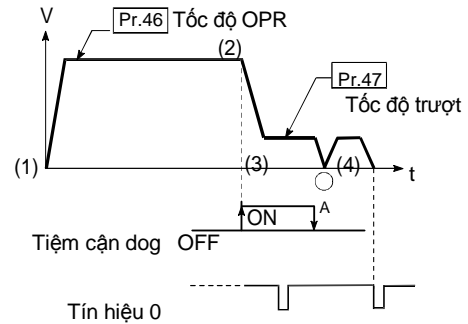 V
Pr.46 Tốc độ OPR
(2)
Pr.47
Tốc độ trượt
(1)
(3)
(4)
t
A
ON
Tiệm cận dog OFF
Tín hiệu 0